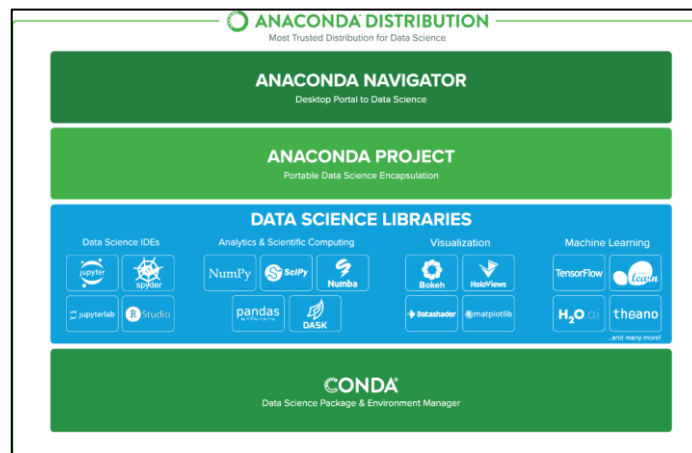 ANACONDA DISTRIBUTION
Most Trusted Distribution for Data Science
ANACONDA NAVIGATOR
Desktop Portal to Data Science
ANACONDA PROJECT
Portable Data Science Encapsulation
DATA SCIENCE LIBRARIES
Data Science IDEs
jupyter
spyder
jupyterlab
R Studio
Analytics & Scientific Computing
NumPy
SciPy
Numba
pandas
DASK
Visualization
Bokeh
HoloViews
Datashader
matplotlib
Machine Learning
TensorFlow
learn
H2O ai
theano
...and many more!
CONDA
Data Science Package & Environment Manager